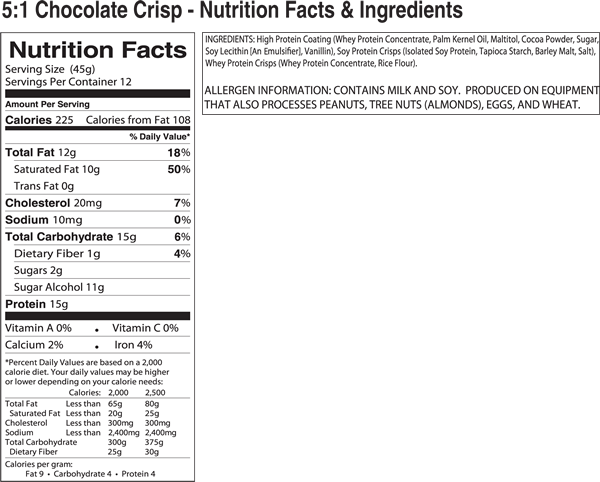 5:1 Chocolate Crisp - Nutrition Facts & Ingredients
Nutrition Facts
Serving Size (45g)
Servings Per Container 12
Amount Per Serving
Calories 225 Calories from Fat 108
% Daily Value*
Total Fat 12g 18%
Saturated Fat 10g 50%
Trans Fat 0g
Cholesterol 20mg 7%
Sodium 10mg 0%
Total Carbohydrate 15g 6%
Dietary Fiber 1g 4%
Sugars 2g
Sugar Alcohol 11g
Protein 15g
Vitamin A 0% • Vitamin C 0%
Calcium 2% • Iron 4%
*Percent Daily Values are based on a 2,000
calorie diet. Your daily values may be higher
or lower depending on your calorie needs:
Calories: 2,000 2,500
Total Fat Less than 65g 80g
Saturated Fat Less than 20g 25g
Cholesterol Less than 300mg 300mg
Sodium Less than 2,400mg 2,400mg
Total Carbohydrate 300g 375g
Dietary Fiber 25g 30g
Calories per gram:
Fat 9 • Carbohydrate 4 • Protein 4
INGREDIENTS: High Protein Coating (Whey Protein Concentrate, Palm Kernel Oil, Maltitol, Cocoa Powder, Sugar,
Soy Lecithin [An Emulsifier], Vanillin), Soy Protein Crisps (Isolated Soy Protein, Tapioca Starch, Barley Malt, Salt),
Whey Protein Crisps (Whey Protein Concentrate, Rice Flour).
ALLERGEN INFORMATION: CONTAINS MILK AND SOY. PRODUCED ON EQUIPMENT
THAT ALSO PROCESSES PEANUTS, TREE NUTS (ALMONDS), EGGS, AND WHEAT.